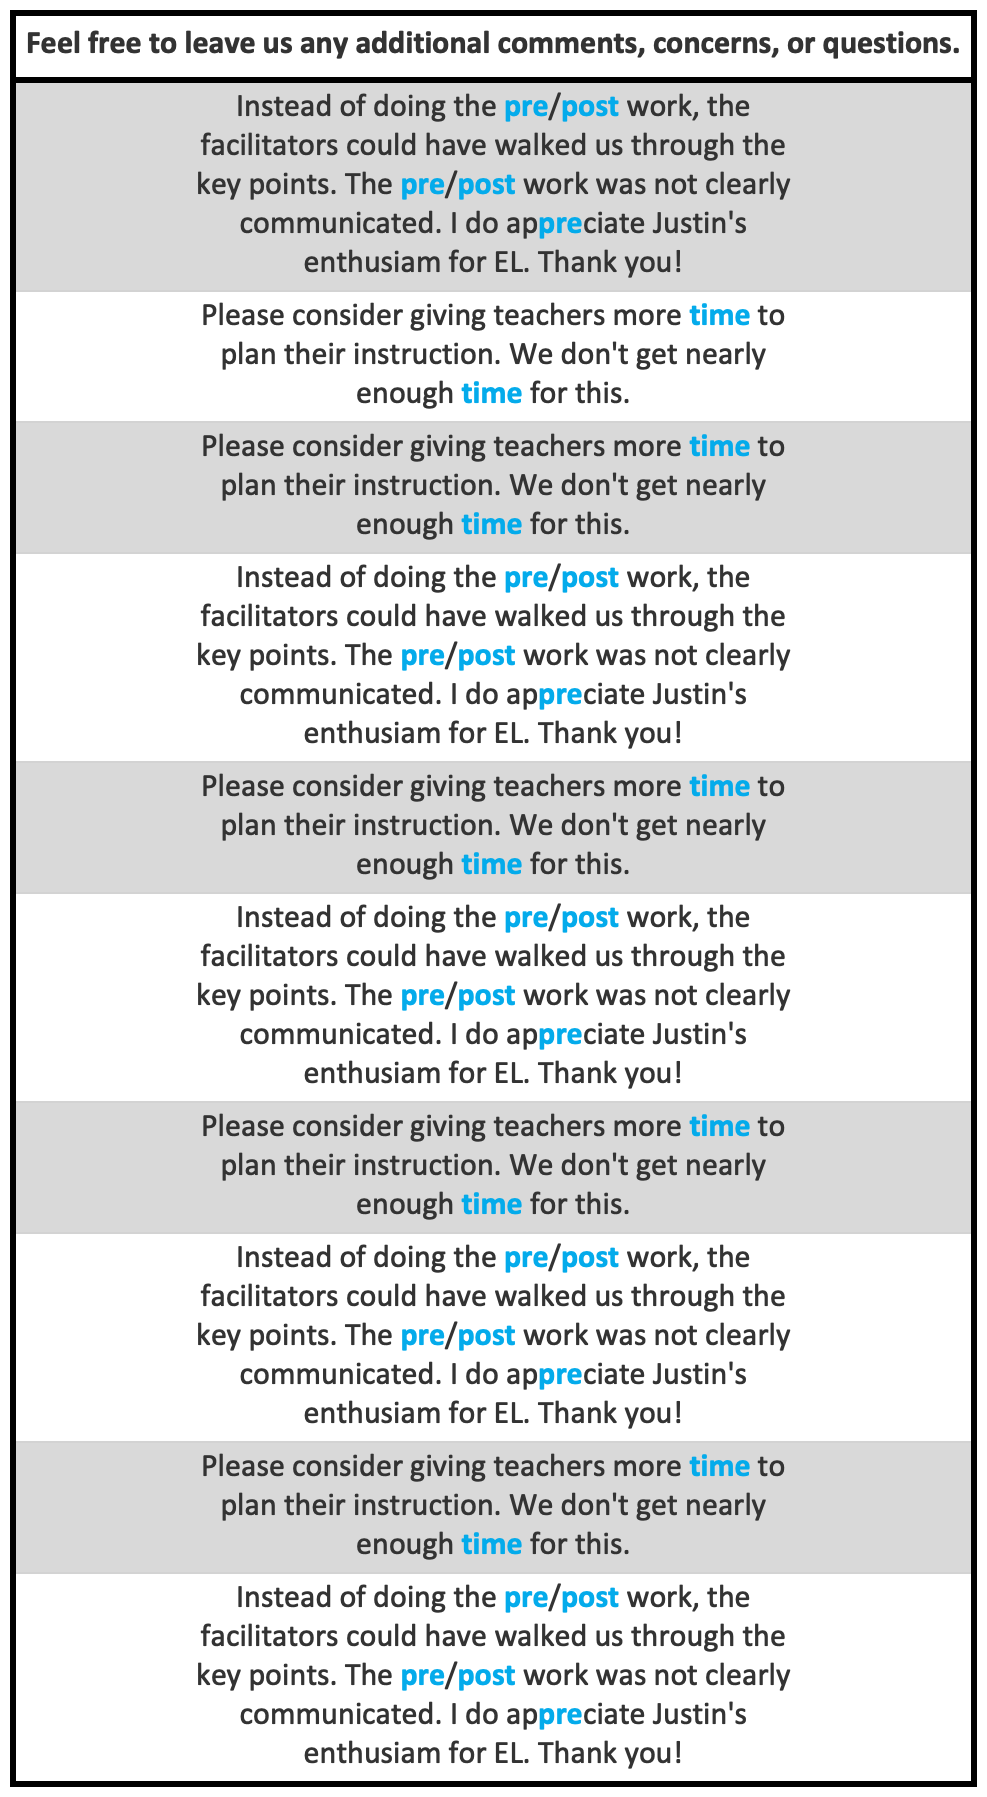 Feel free to leave us any additional comments, concerns, or questions.
Instead of doing the pre/post work, the
facilitators could have walked us through the
key points. The pre/post work was not clearly
communicated. I do appreciate Justin's
enthusiam for EL. Thank you!
Please consider giving teachers more time to
plan their instruction. We don't get nearly
enough time for this.
Please consider giving teachers more time to
plan their instruction. We don't get nearly
enough time for this.
Instead of doing the pre/post work, the
facilitators could have walked us through the
key points. The pre/post work was not clearly
communicated. I do appreciate Justin's
enthusiam for EL. Thank you!
Please consider giving teachers more time to
plan their instruction. We don't get nearly
enough time for this.
Instead of doing the pre/post work, the
facilitators could have walked us through the
key points. The pre/post work was not clearly
communicated. I do appreciate Justin's
enthusiam for EL. Thank you!
Please consider giving teachers more time to
plan their instruction. We don't get nearly
enough time for this.
Instead of doing the pre/post work, the
facilitators could have walked us through the
key points. The pre/post work was not clearly
communicated. I do appreciate Justin's
enthusiam for EL. Thank you!
Please consider giving teachers more time to
plan their instruction. We don't get nearly
enough time for this.
Instead of doing the pre/post work, the
facilitators could have walked us through the
key points. The pre/post work was not clearly
communicated. I do appreciate Justin's
enthusiam for EL. Thank you!